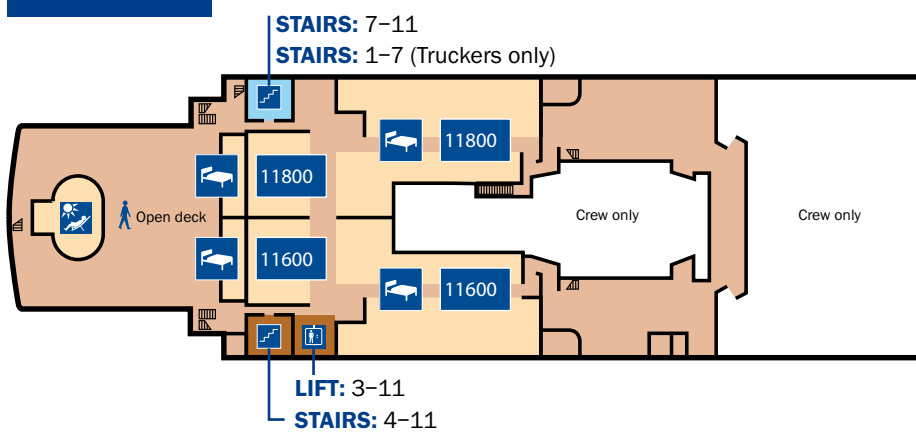 STAIRS: 7–11
STAIRS: 1–7 (Truckers only)
11800
11800
Open deck
Crew only
Crew only
11600
11600
LIFT: 3–11
STAIRS: 4–11